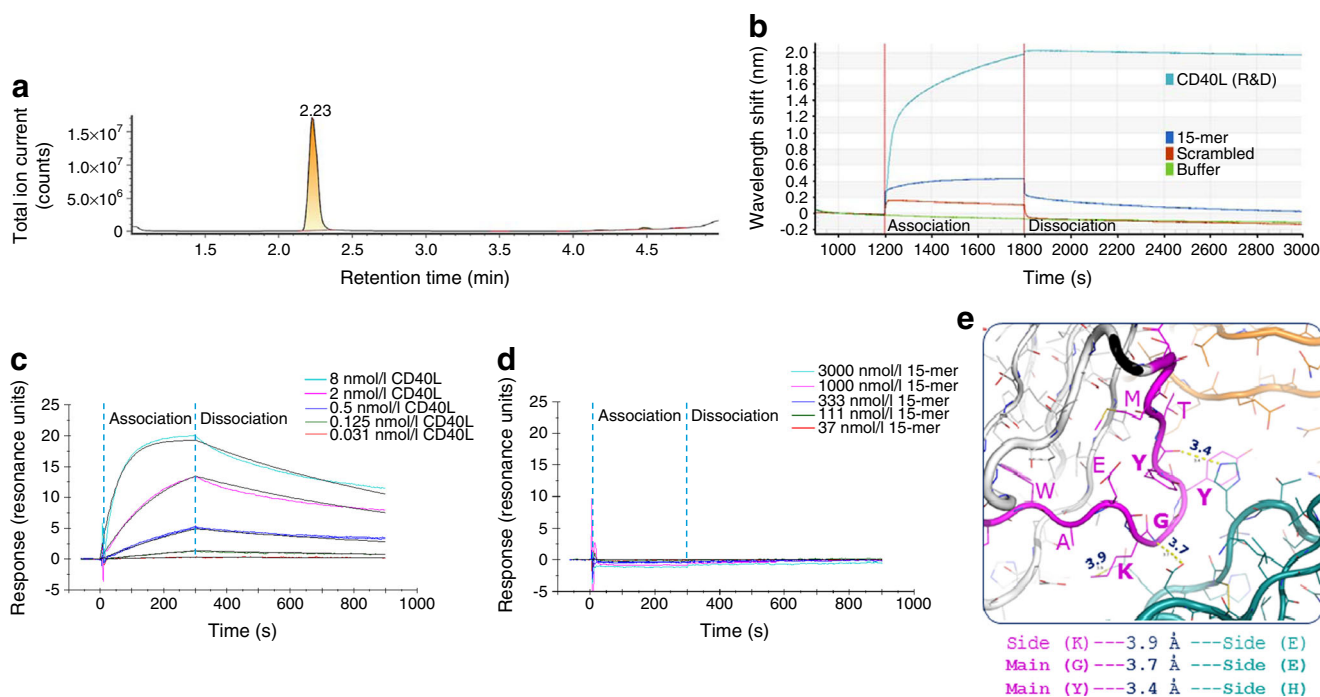 a
Total ion current
(counts)
1.5×10⁷
1.0×10⁷
5.0×10⁶
0
2.23
1.5
2.0
2.5
3.0
3.5
4.0
4.5
Retention time (min)
b
Wavelength shift (nm)
2.0
1.8
1.6
1.4
1.2
1.0
0.8
0.6
0.4
0.2
0
-0.2
CD40L (R&D)
15-mer
Scrambled
Buffer
Association
Dissociation
1000
1200
1400
1600
1800
2000
2200
2400
2600
2800
3000
Time (s)
c
Response (resonance units)
8 nmol/l CD40L
2 nmol/l CD40L
0.5 nmol/l CD40L
0.125 nmol/l CD40L
0.031 nmol/l CD40L
25
20
15
10
5
0
-5
Association
Dissociation
0
200
400
600
800
1000
Time (s)
d
Response (resonance units)
3000 nmol/l 15-mer
1000 nmol/l 15-mer
333 nmol/l 15-mer
111 nmol/l 15-mer
37 nmol/l 15-mer
25
20
15
10
5
0
-5
Association
Dissociation
0
200
400
600
800
1000
Time (s)
e
M
T
3.4
E
Y
Y
W
G
A
3.7
3.9
K
Side (K)---3.9 Å ---Side (E)
Main (G)---3.7 Å ---Side (E)
Main (Y)---3.4 Å ---Side (H)